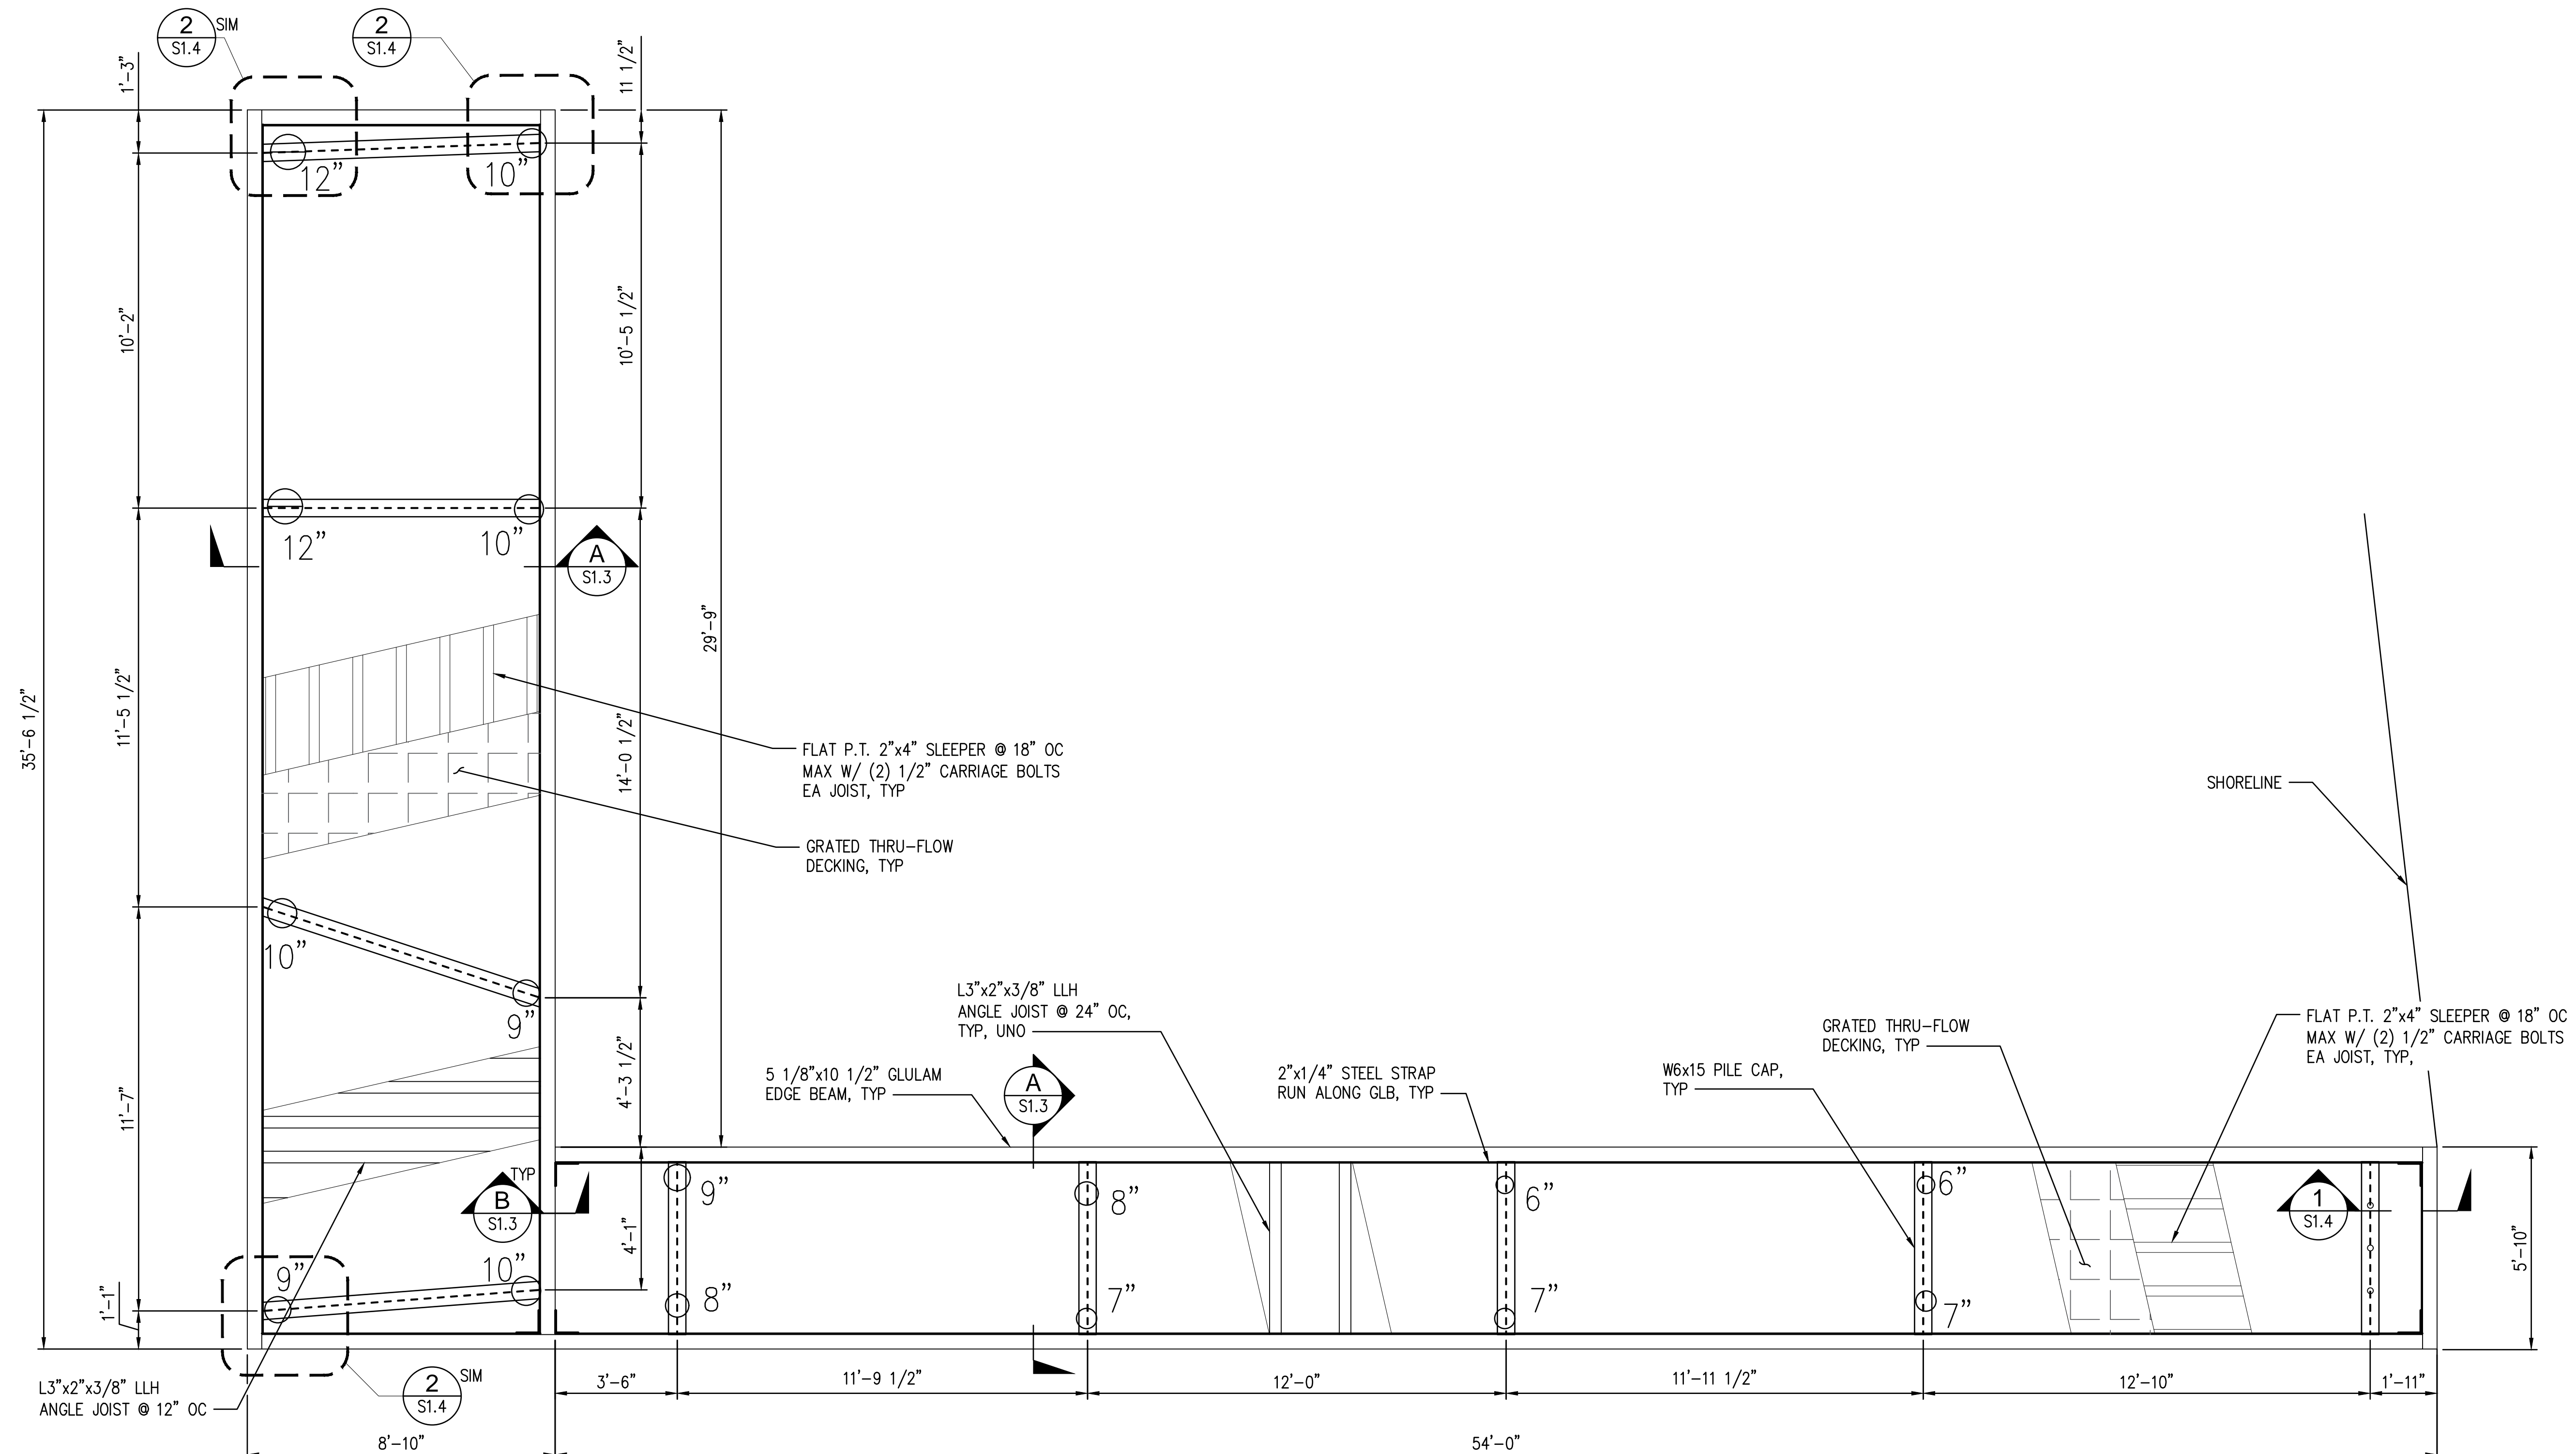 2
S1.4
SIM
2
S1.4
1'-3"
11 1/2"
12"
10"
10'-2"
10'-5 1/2"
12"
10"
A
S1.3
29'-9"
35'-6 1/2"
11'-5 1/2"
14'-0 1/2"
FLAT P.T. 2"x4" SLEEPER @ 18" OC
MAX W/ (2) 1/2" CARRIAGE BOLTS
EA JOIST, TYP
GRATED THRU-FLOW
DECKING, TYP
SHORELINE
10"
9"
11'-7"
4'-3 1/2"
L3"x2"x3/8" LLH
ANGLE JOIST @ 24" OC,
TYP, UNO
5 1/8"x10 1/2" GLULAM
EDGE BEAM, TYP
A
S1.3
2"x1/4" STEEL STRAP
RUN ALONG GLB, TYP
W6x15 PILE CAP,
TYP
GRATED THRU-FLOW
DECKING, TYP
FLAT P.T. 2"x4" SLEEPER @ 18" OC
MAX W/ (2) 1/2" CARRIAGE BOLTS
EA JOIST, TYP,
TYP
B
S1.3
9"
8"
6"
6"
1
S1.4
4'-1"
5'-10"
9"
10"
8"
7"
7"
7"
1'-1"
2
S1.4
SIM
L3"x2"x3/8" LLH
ANGLE JOIST @ 12" OC
3'-6"
11'-9 1/2"
12'-0"
11'-11 1/2"
12'-10"
1'-11"
8'-10"
54'-0"